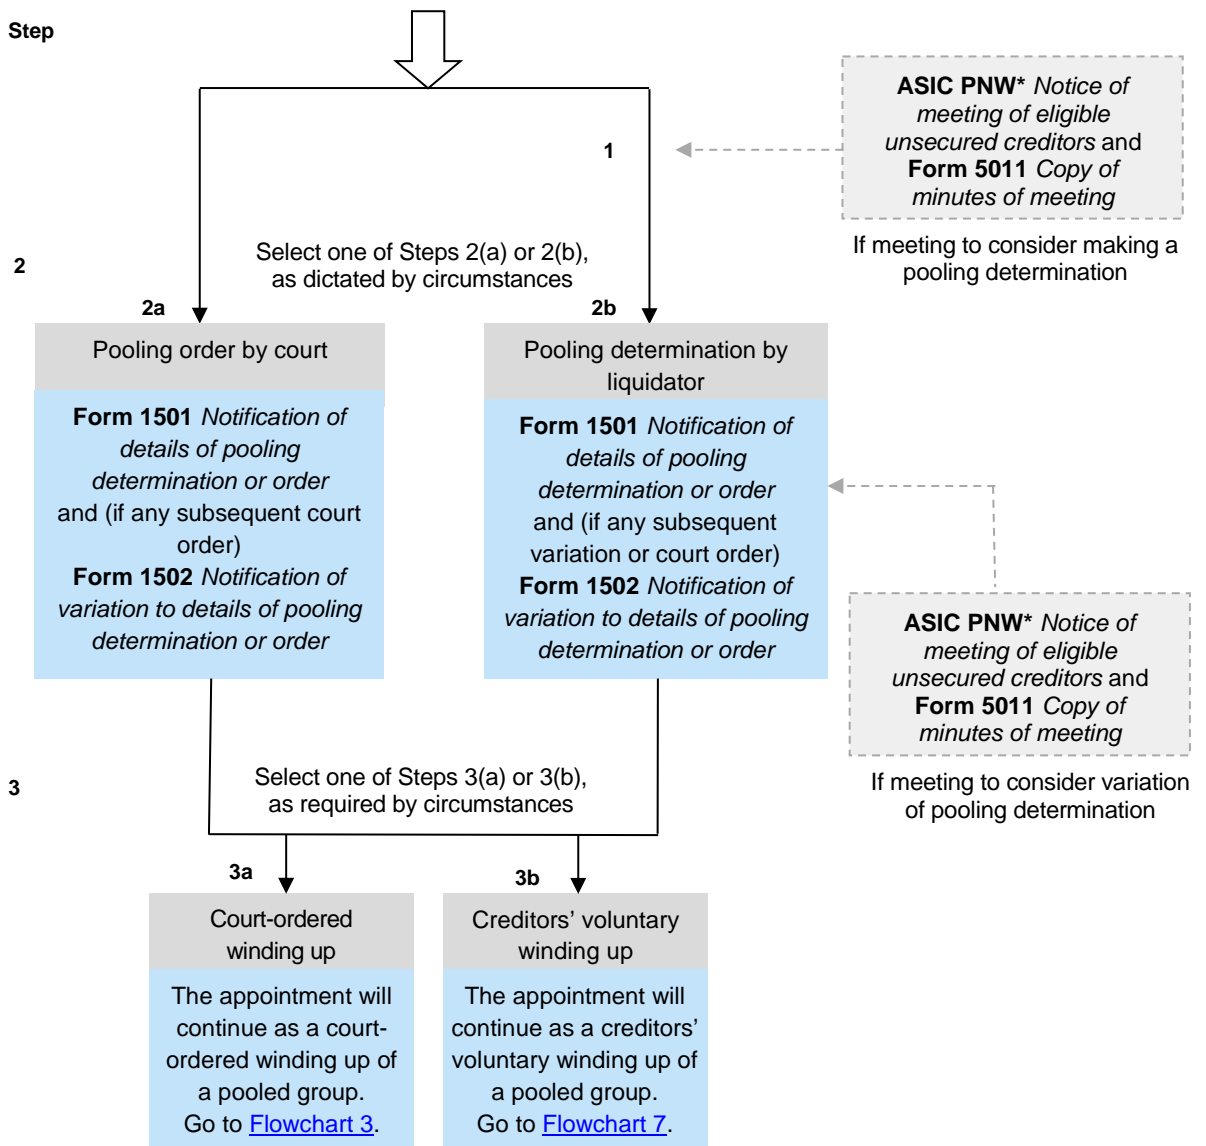 Step
ASIC PNW* Notice of
meeting of eligible
unsecured creditors and
Form 5011 Copy of
minutes of meeting
1
If meeting to consider making a
pooling determination
2
Select one of Steps 2(a) or 2(b),
as dictated by circumstances
2a
Pooling order by court
Form 1501 Notification of
details of pooling
determination or order
and (if any subsequent court
order)
Form 1502 Notification of
variation to details of pooling
determination or order
2b
Pooling determination by
liquidator
Form 1501 Notification of
details of pooling
determination or order
and (if any subsequent
variation or court order)
Form 1502 Notification of
variation to details of pooling
determination or order
ASIC PNW* Notice of
meeting of eligible
unsecured creditors and
Form 5011 Copy of
minutes of meeting
If meeting to consider variation
of pooling determination
3
Select one of Steps 3(a) or 3(b),
as required by circumstances
3a
Court-ordered
winding up
The appointment will
continue as a court-
ordered winding up of
a pooled group.
Go to Flowchart 3.
3b
Creditors’ voluntary
winding up
The appointment will
continue as a creditors’
voluntary winding up of
a pooled group.
Go to Flowchart 7.